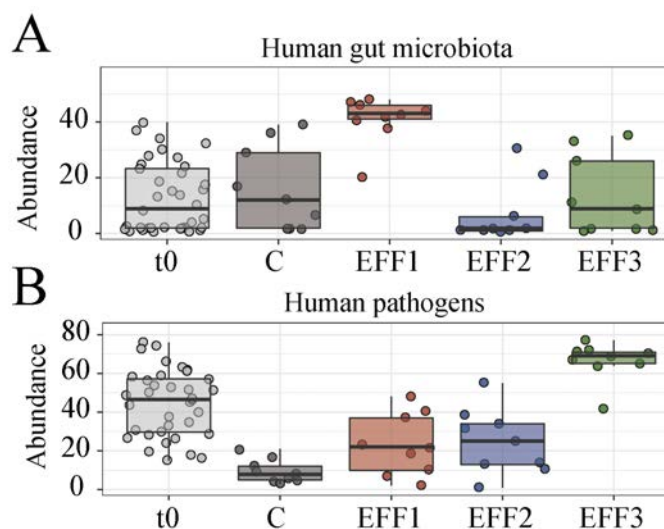 A
Human gut microbiota
Abundance
40
20
0
t0 C EFF1 EFF2 EFF3
B
Human pathogens
Abundance
80
60
40
20
0
t0 C EFF1 EFF2 EFF3